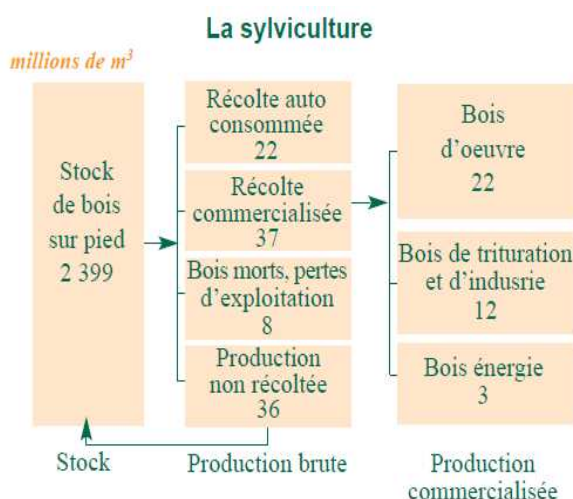 La sylviculture
millions de m³
Stock
de bois
sur pied
2 399
Récolte auto
consommée
22
Récolte
commercialisée
37
Bois morts, pertes
d'exploitation
8
Production
non récoltée
36
Bois
d'oeuvre
22
Bois de trituration
et d'indusrie
12
Bois énergie
3
Stock
Production brute
Production
commercialisée